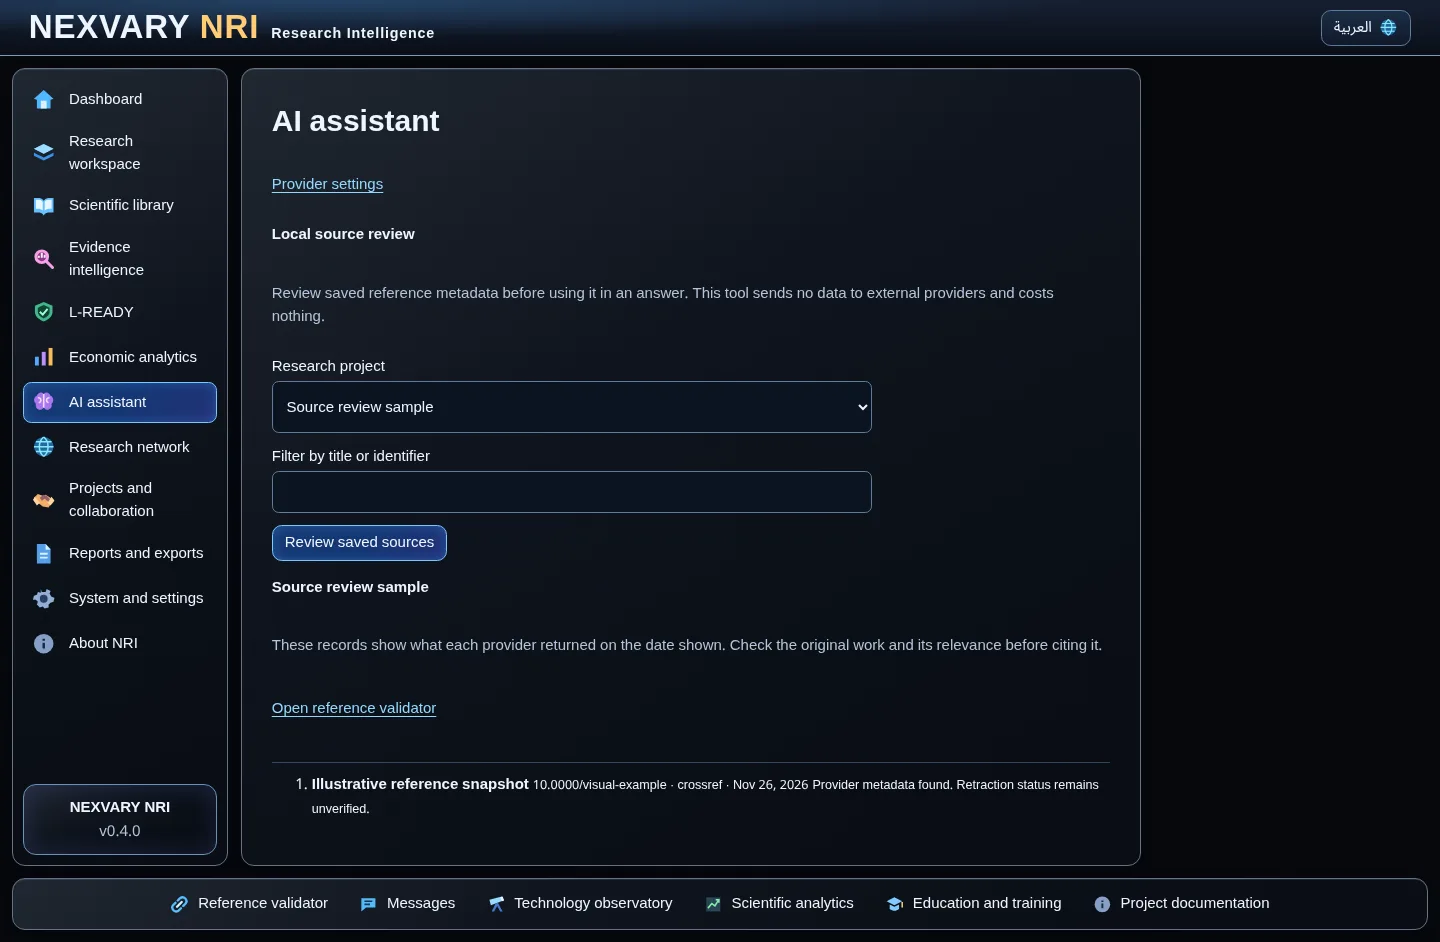 NEXVARY NRI Research Intelligence
العربية
Dashboard
Research
workspace
Scientific library
Evidence
intelligence
L-READY
Economic analytics
AI assistant
Research network
Projects and
collaboration
Reports and exports
System and settings
About NRI
NEXVARY NRI
v0.4.0
AI assistant
Provider settings
Local source review
Review saved reference metadata before using it in an answer. This tool sends no data to external providers and costs
nothing.
Research project
Source review sample
Filter by title or identifier
Review saved sources
Source review sample
These records show what each provider returned on the date shown. Check the original work and its relevance before citing it.
Open reference validator
1. Illustrative reference snapshot 10.0000/visual-example · crossref · Nov 26, 2026 Provider metadata found. Retraction status remains
unverified.
Reference validator
Messages
Technology observatory
Scientific analytics
Education and training
Project documentation